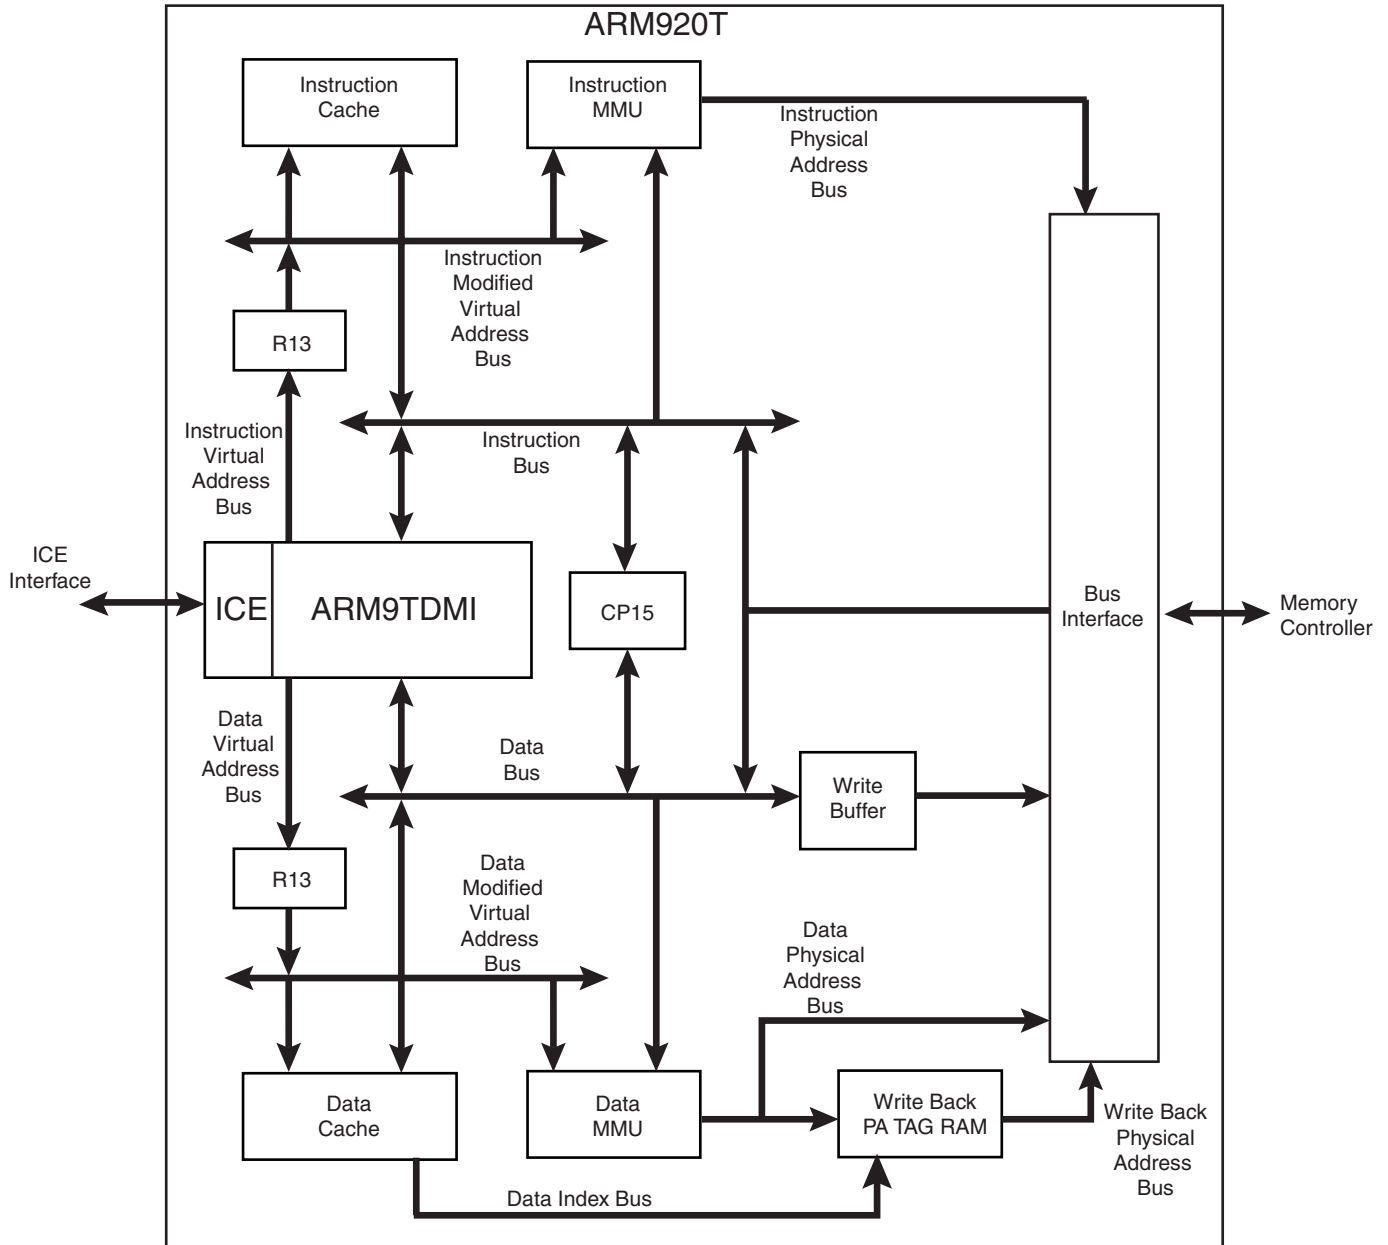 ARM920T
Instruction
Cache
Instruction
MMU
Instruction
Physical
Address
Bus
Instruction
Modified
Virtual
Address
Bus
R13
Instruction
Virtual
Address
Bus
Instruction
Bus
ICE
Interface
ICE
ARM9TDMI
CP15
Bus
Interface
Memory
Controller
Data
Virtual
Address
Bus
Data
Bus
Write
Buffer
R13
Data
Modified
Virtual
Address
Bus
Data
Physical
Address
Bus
Data
Cache
Data
MMU
Write Back
PA TAG RAM
Write Back
Physical
Address
Bus
Data Index Bus